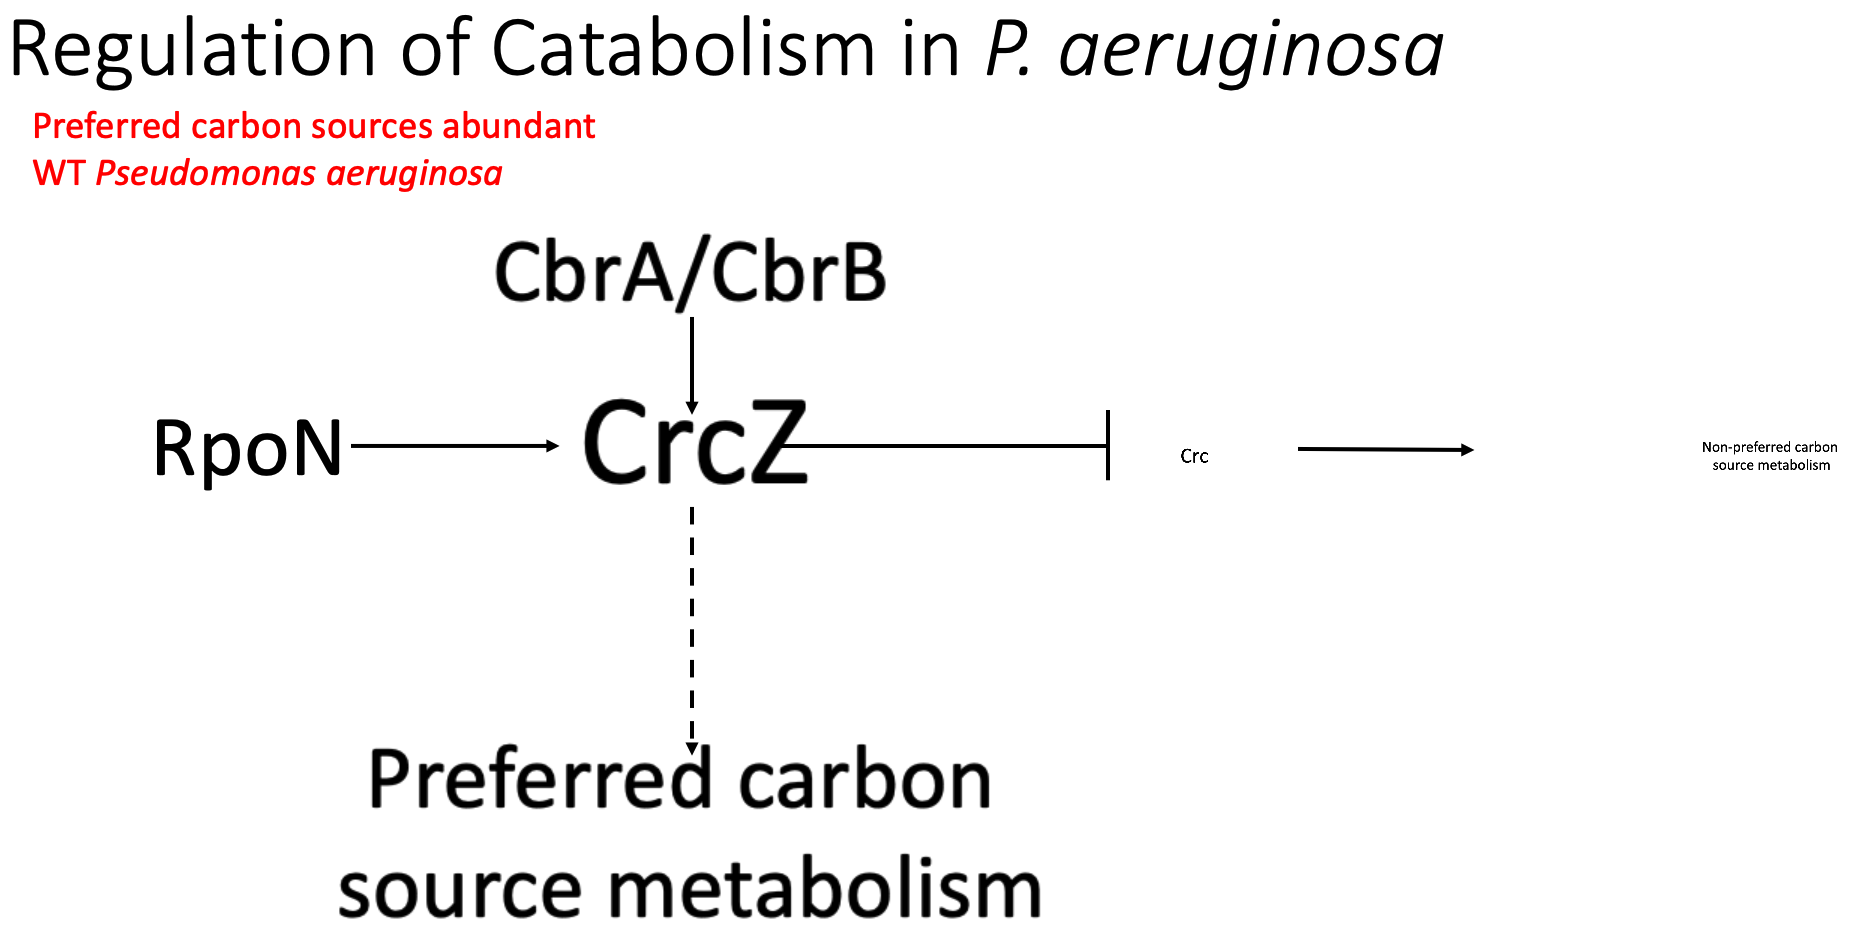 Regulation of Catabolism in P. aeruginosa
Preferred carbon sources abundant
WT Pseudomonas aeruginosa
CbrA/CbrB
RpoN
CrcZ
Crc
Non-preferred carbon
source metabolism
Preferred carbon
source metabolism